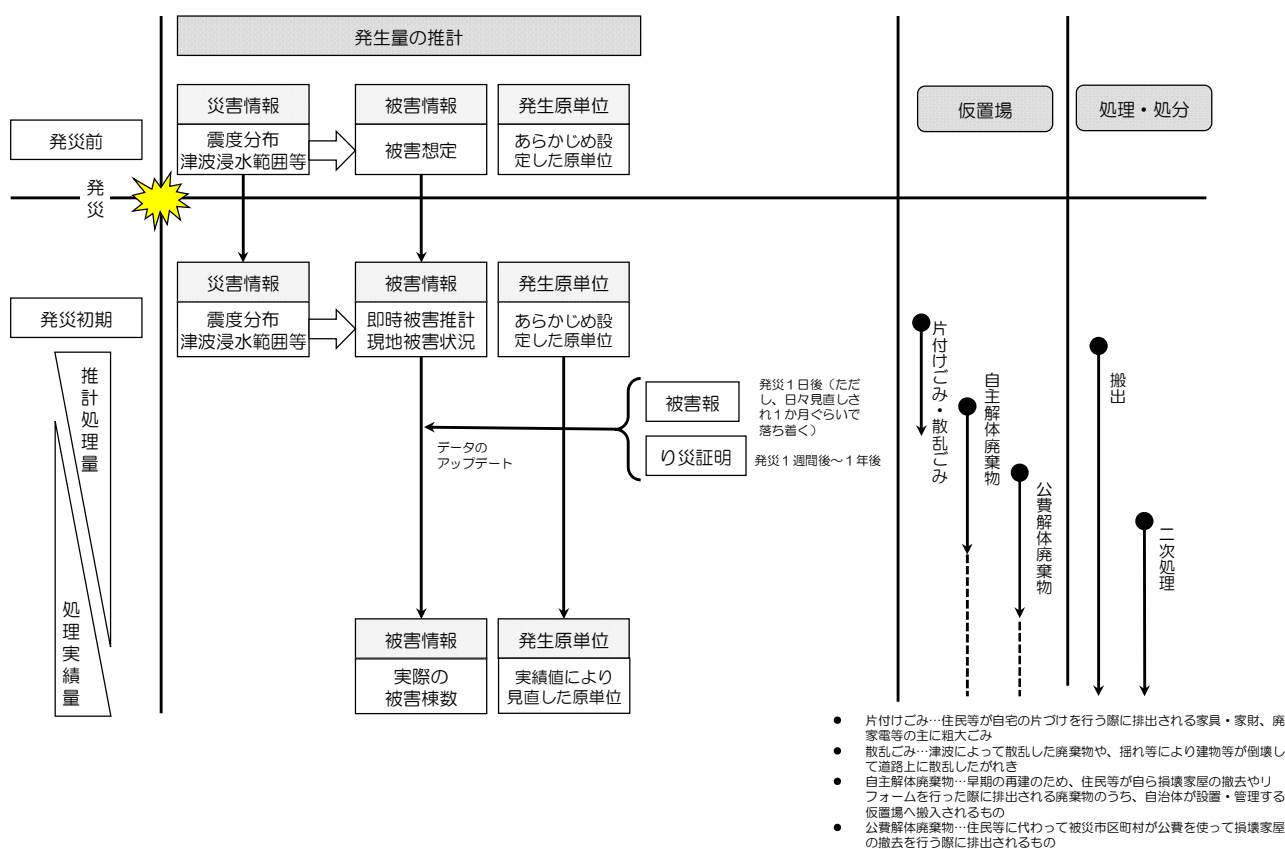 発生量の推計
災害情報
被害情報
発生原単位
仮置場
処理・処分
発災前
震度分布
津波浸水範囲等
被害想定
あらかじめ設
定した原単位
発災
災害情報
被害情報
発生原単位
発災初期
震度分布
津波浸水範囲等
即時被害推計
現地被害状況
あらかじめ設
定した原単位
推計処理量
処理実績量
データの
アップデート
被害報
発災1日後(ただ
し、日々見直しさ
れ1か月ぐらいで
落ち着く)
り災証明
発災1週間後~1年後
被害情報
発生原単位
実際の
被害棟数
実績値により
見直した原単位
片付けごみ・散乱ごみ
自主解体廃棄物
公費解体廃棄物
搬出
二次処理
● 片付けごみ…住民等が自宅の片づけを行う際に排出される家具・家財、廃
家電等の主に粗大ごみ
● 散乱ごみ…津波によって散乱した廃棄物や、揺れ等により建物等が倒壊し
て道路上に散乱したがれき
● 自主解体廃棄物…早期の再建のため、住民等が自ら損壊家屋の撤去やリ
フォームを行った際に排出される廃棄物のうち、自治体が設置・管理する
仮置場へ搬入されるもの
● 公費解体廃棄物…住民等に代わって被災市区町村が公費を使って損壊家屋
の撤去を行う際に排出されるもの